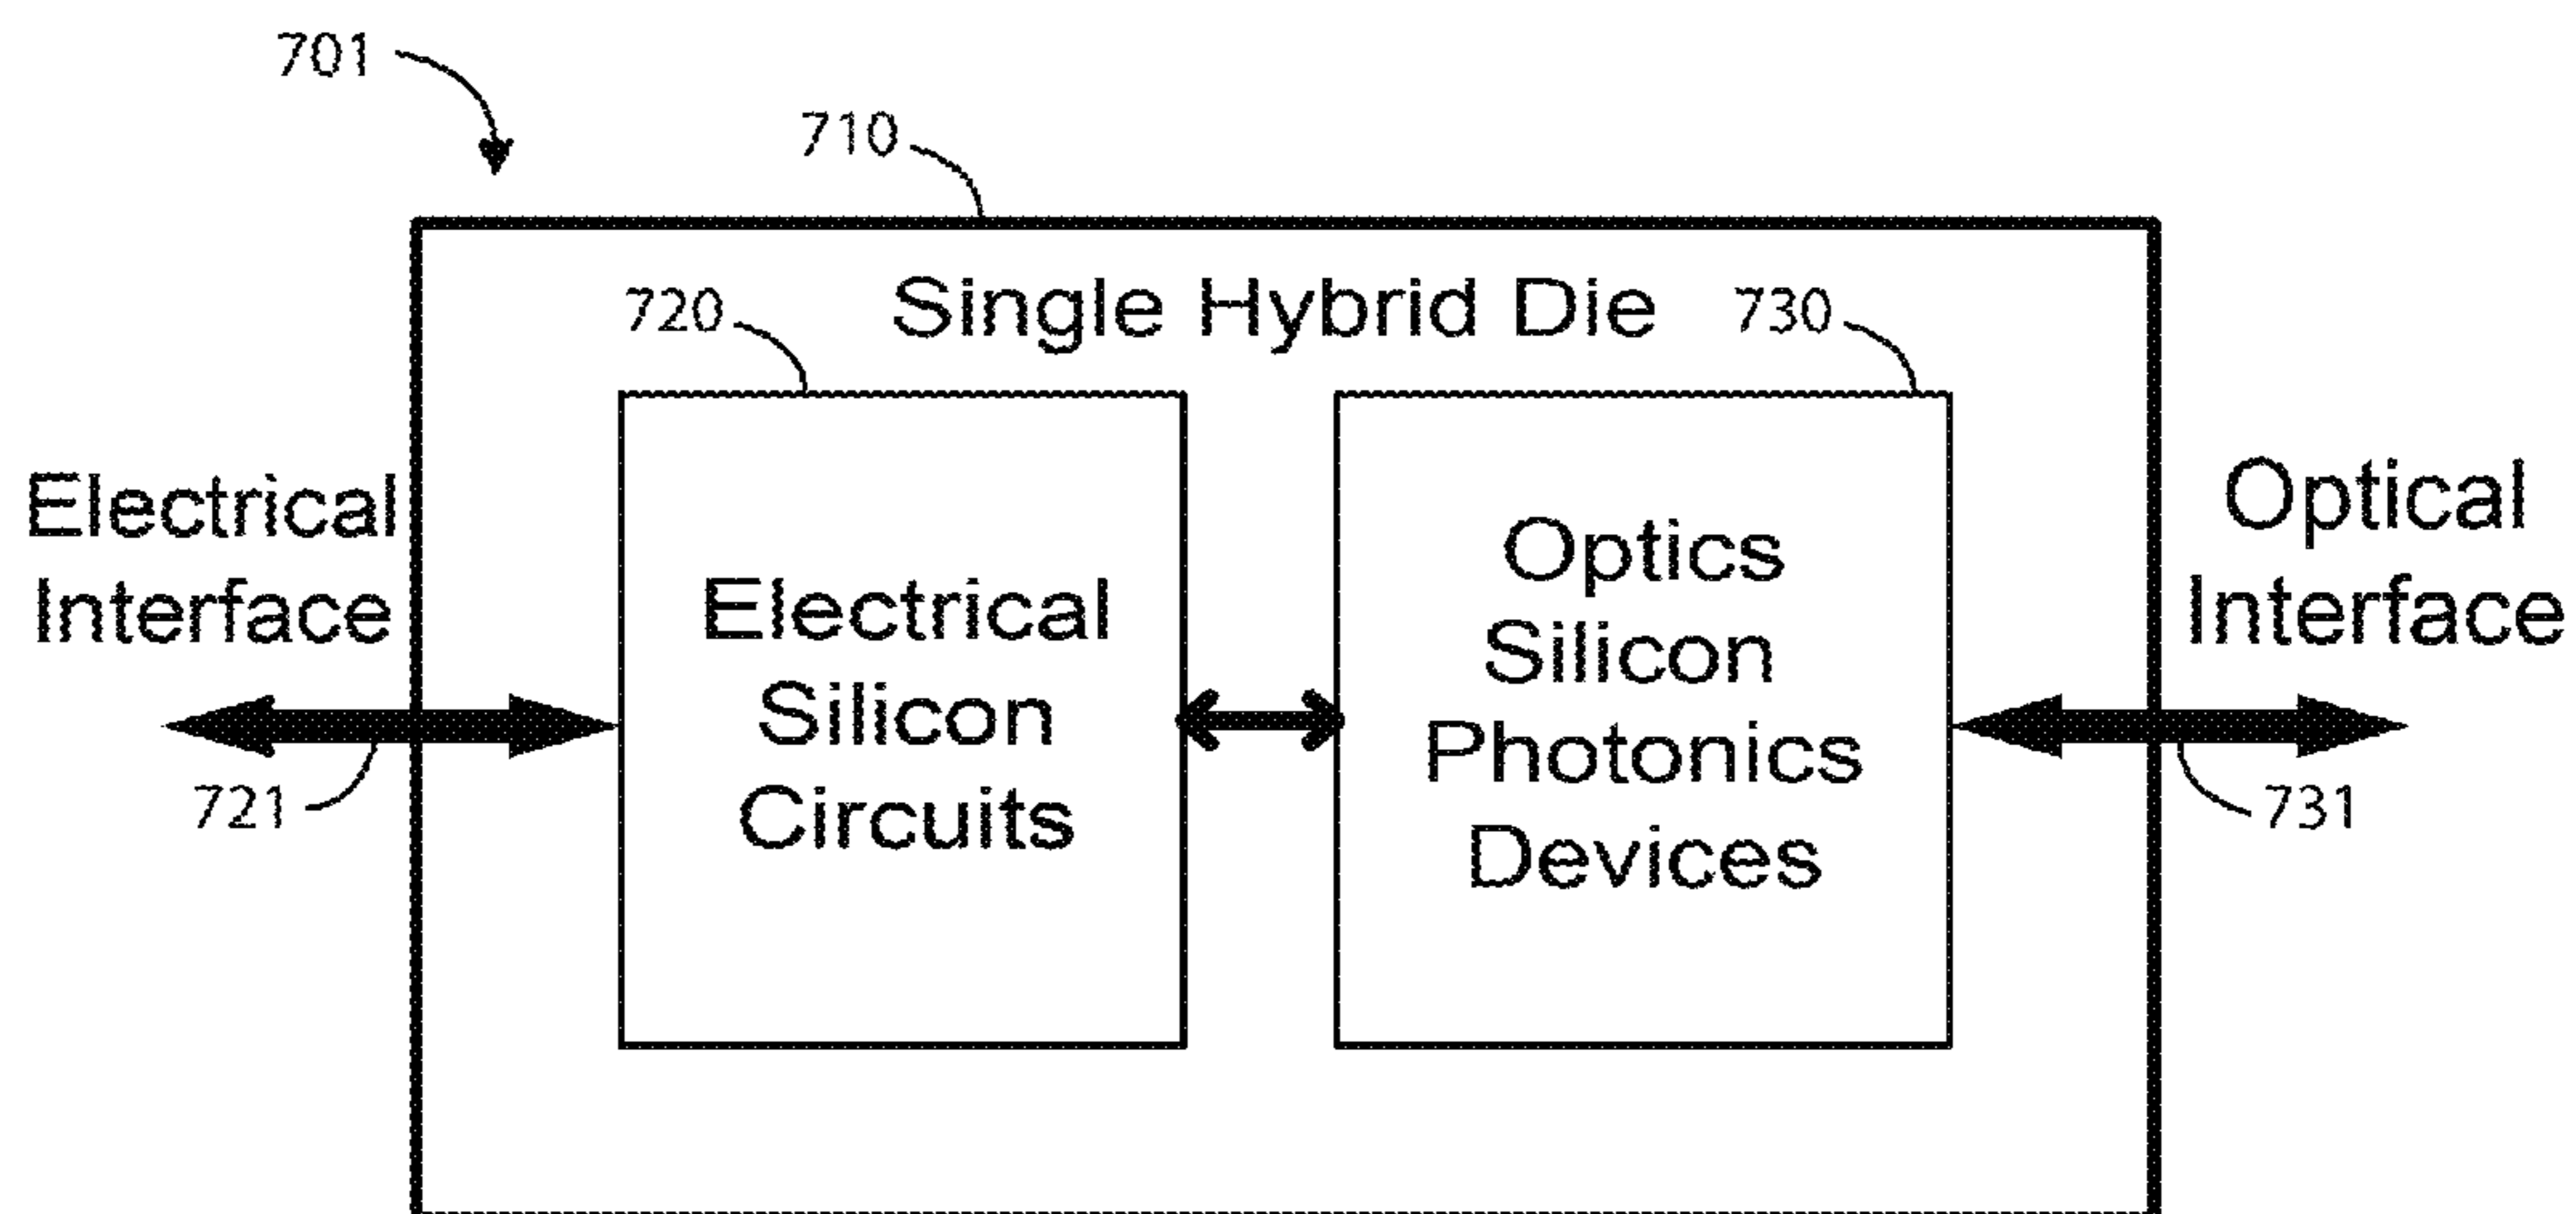 701
710
Single Hybrid Die
720
730
Electrical
Interface
721
Electrical
Silicon
Circuits
Optics
Silicon
Photonics
Devices
Optical
Interface
731